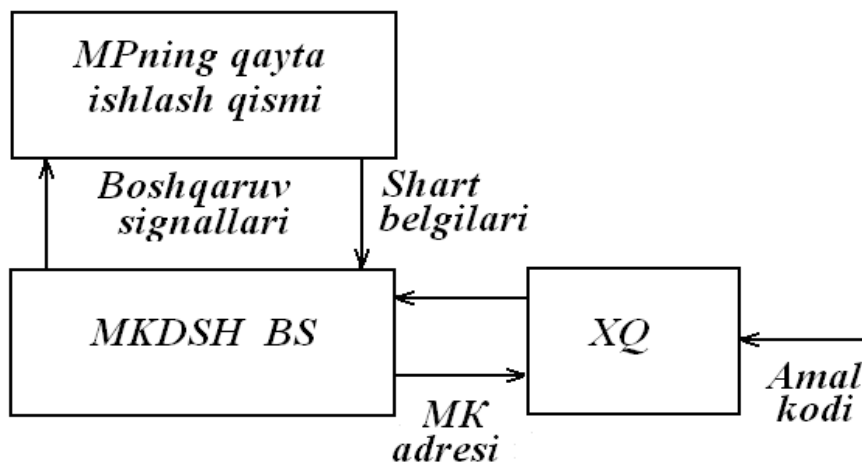 MPning qayta
ishlash qismi
Boshqaruv
signallari
Shart
belgilari
MKDSH BS
XQ
Amal
kodi
MK
adresi